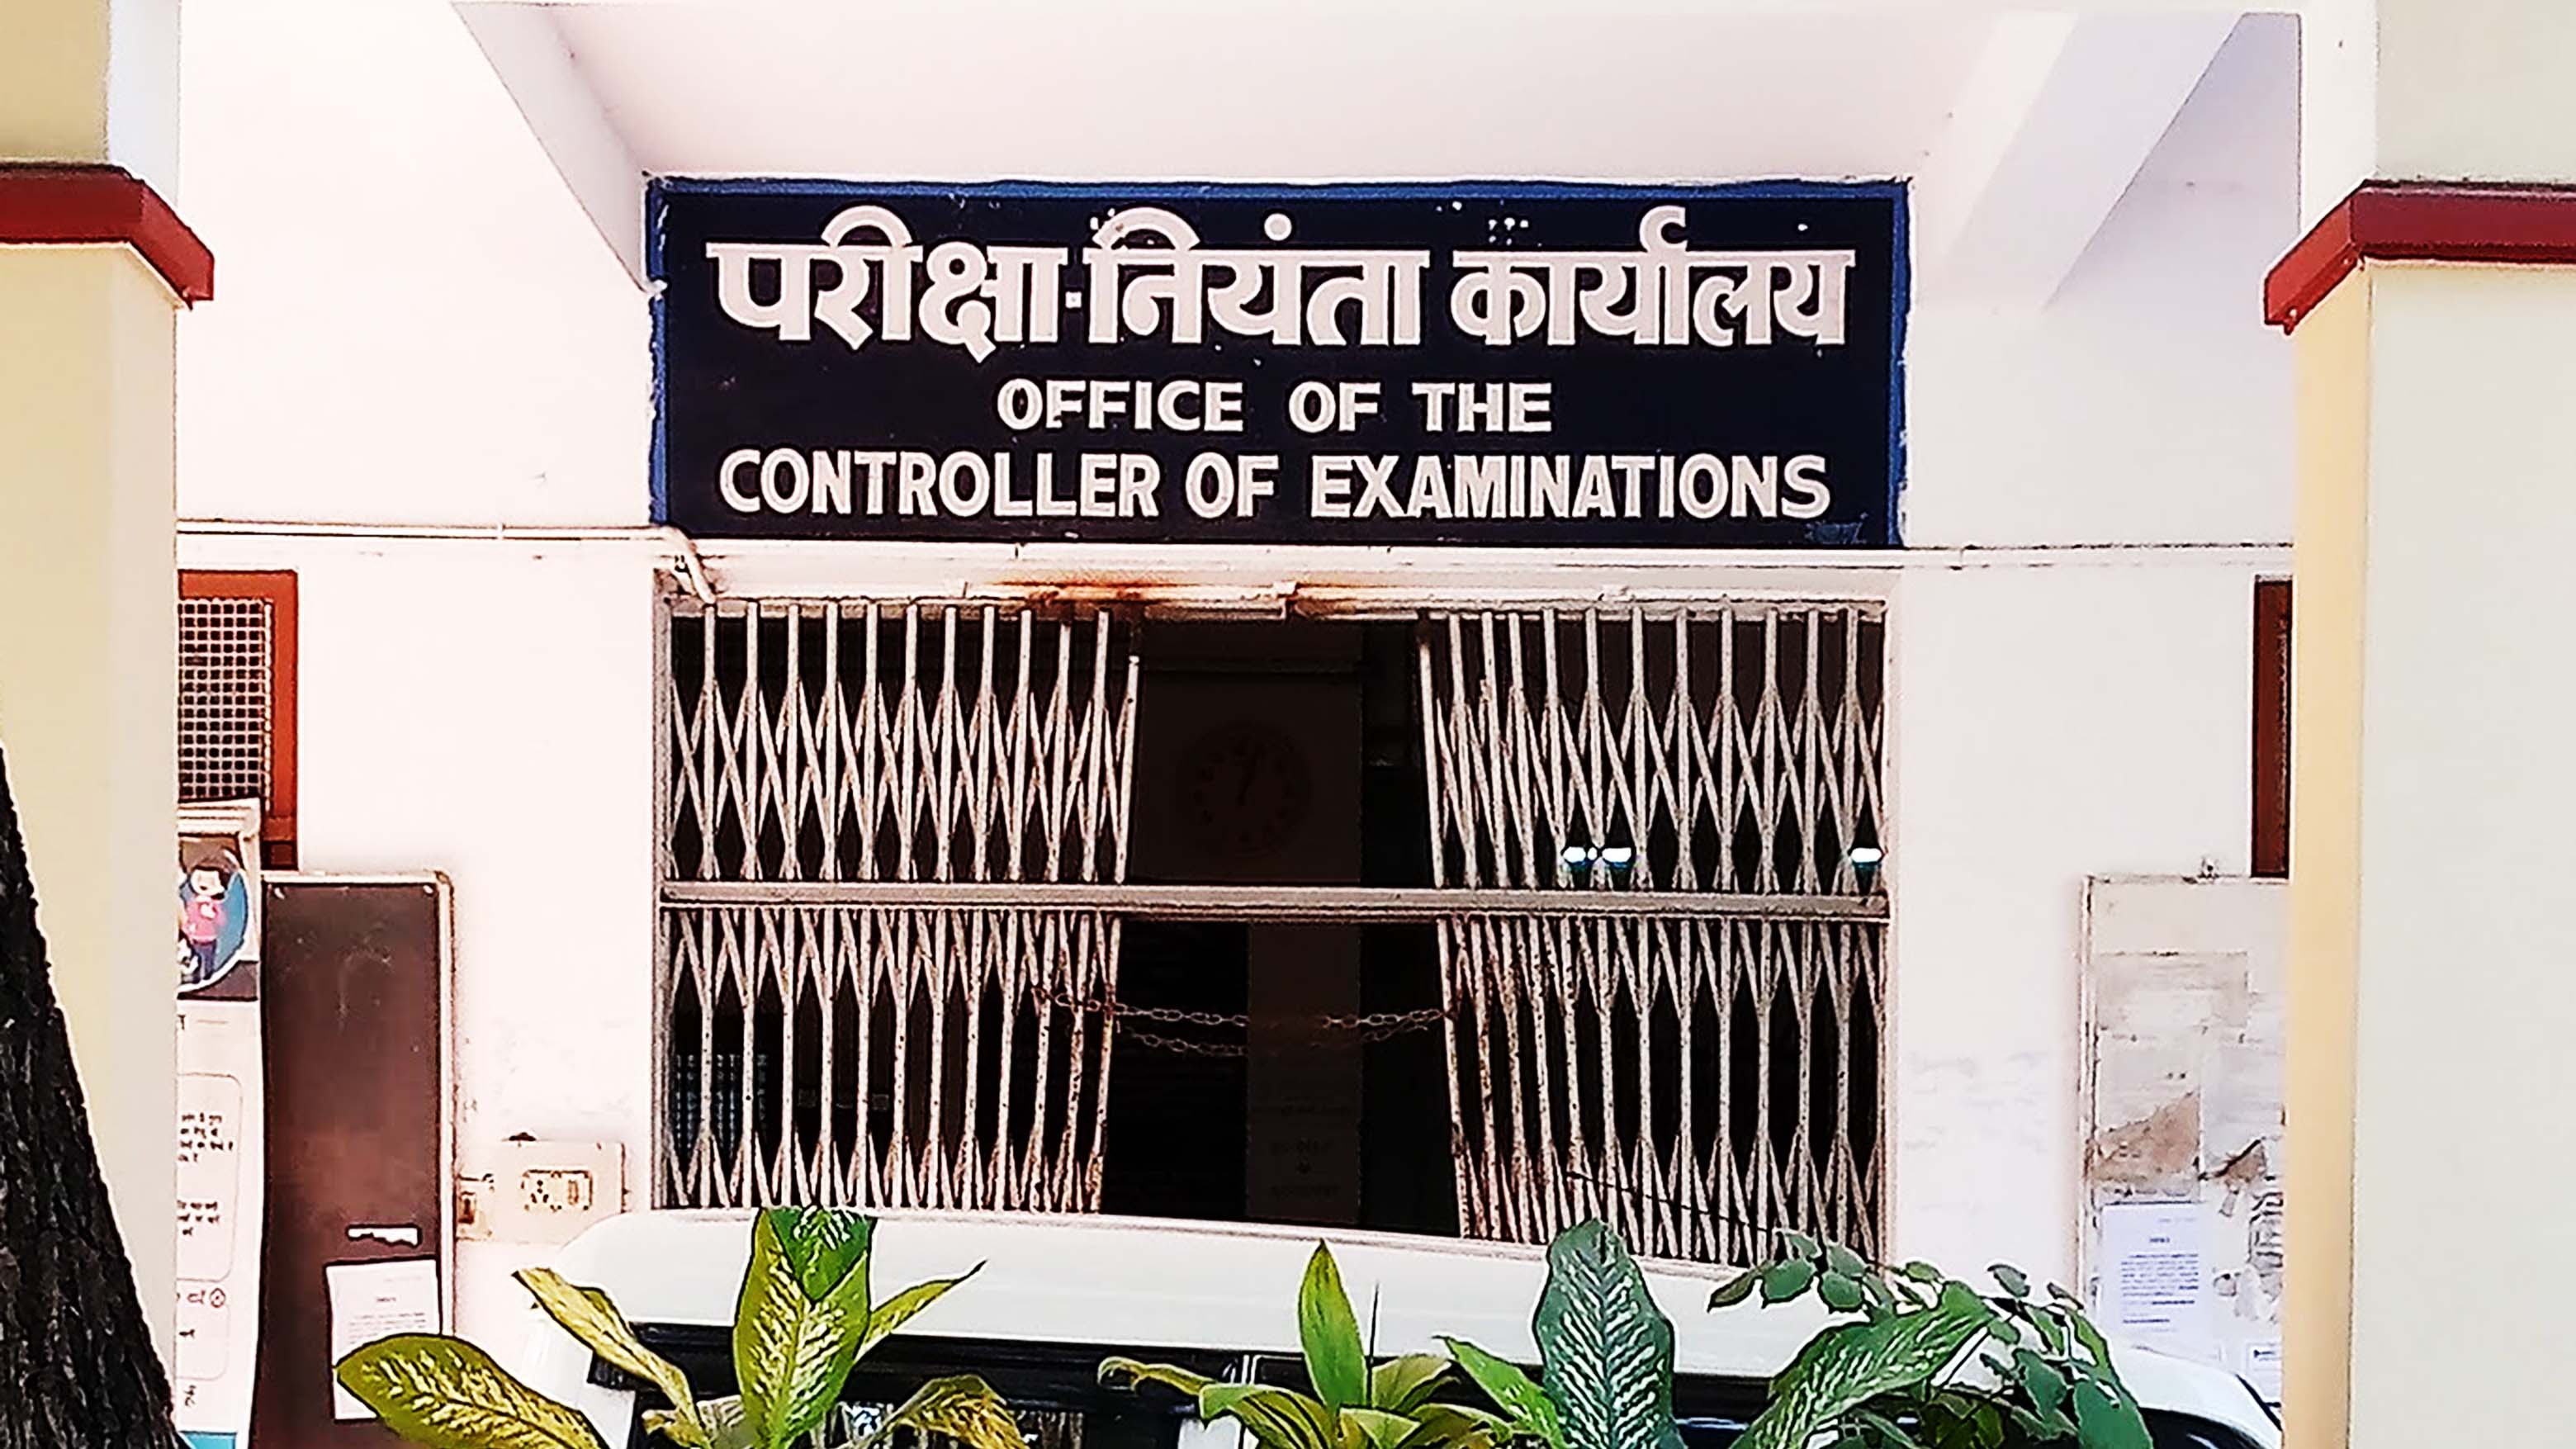 परीक्षा-नियंता कार्यालय
OFFICE OF THE
CONTROLLER OF EXAMINATIONS